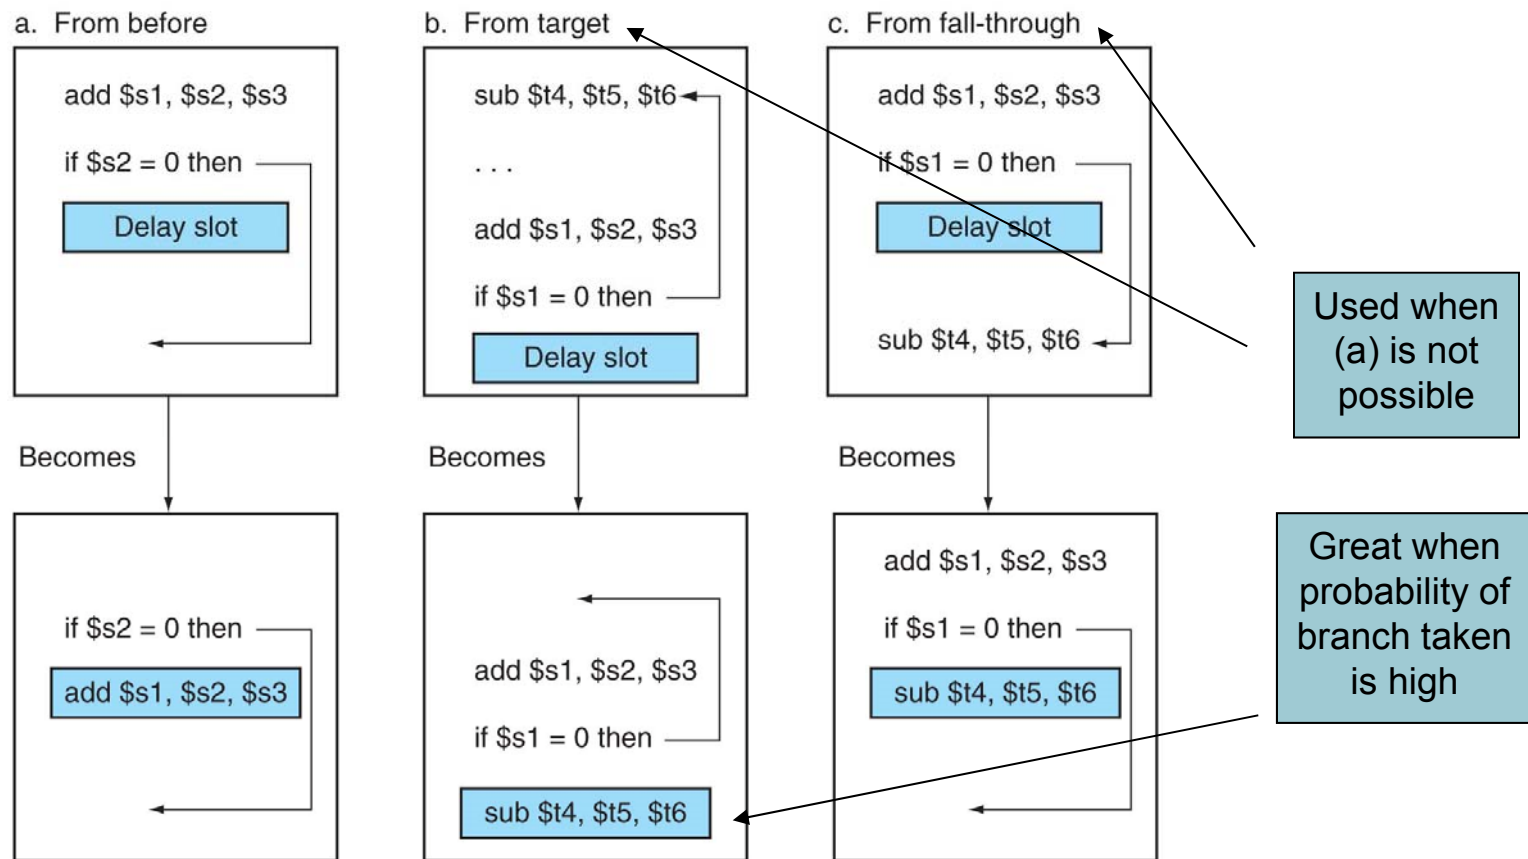 a. From before
add $s1, $s2, $s3
if $s2 = 0 then
Delay slot
Becomes
if $s2 = 0 then
add $s1, $s2, $s3
b. From target
sub $t4, $t5, $t6
. . .
add $s1, $s2, $s3
if $s1 = 0 then
Delay slot
Becomes
add $s1, $s2, $s3
if $s1 = 0 then
sub $t4, $t5, $t6
c. From fall-through
add $s1, $s2, $s3
if $s1 = 0 then
Delay slot
sub $t4, $t5, $t6
Becomes
add $s1, $s2, $s3
if $s1 = 0 then
sub $t4, $t5, $t6
Used when
(a) is not
possible
Great when
probability of
branch taken
is high